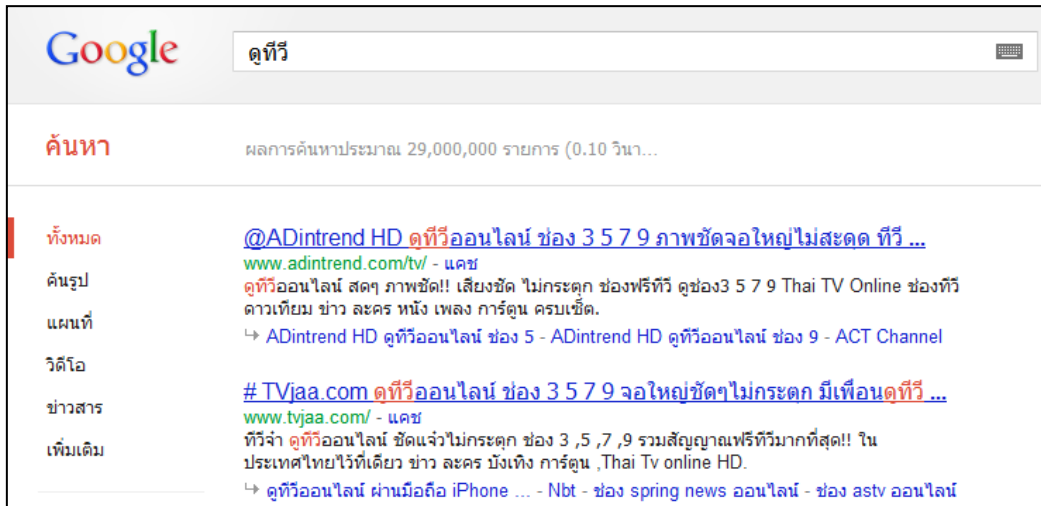 Google
ดูทีวี
ค้นหา
ผลการค้นหาประมาณ 29,000,000 รายการ (0.10 วินา...
ทั้งหมด
ค้นรูป
แผนที่
วิดีโอ
ข่าวสาร
เพิ่มเติม
@ADintrend HD ดูทีวีออนไลน์ ช่อง 3 5 7 9 ภาพชัดจอใหญ่ไม่สะดุด ทีวี ...
www.adintrend.com/tv/ - แคช
ดูทีวีออนไลน์ สดๆ ภาพชัด!! เสียงชัด ไม่กระตุก ช่องฟรีทีวี ดูช่อง3 5 7 9 Thai TV Online ช่องทีวี
ดาวเทียม ข่าว ละคร หนัง เพลง การ์ตูน ครบเซ็ต.
↳ ADintrend HD ดูทีวีออนไลน์ ช่อง 5 - ADintrend HD ดูทีวีออนไลน์ ช่อง 9 - ACT Channel
# TVjaa.com ดูทีวีออนไลน์ ช่อง 3 5 7 9 จอใหญ่ชัดๆไม่กระตก มีเพื่อนดูทีวี ...
www.tvjaa.com/ - แคช
ทีวีจ๋า ดูทีวีออนไลน์ ชัดแจ๋วไม่กระตุก ช่อง 3 ,5 ,7 ,9 รวมสัญญาณฟรีทีวีมากที่สุด!! ใน
ประเทศไทยไว้ที่เดียว ข่าว ละคร บังเทิง การ์ตูน ,Thai Tv online HD.
↳ ดูทีวีออนไลน์ ผ่านมือถือ iPhone ... - Nbt - ช่อง spring news ออนไลน์ - ช่อง astv ออนไลน์